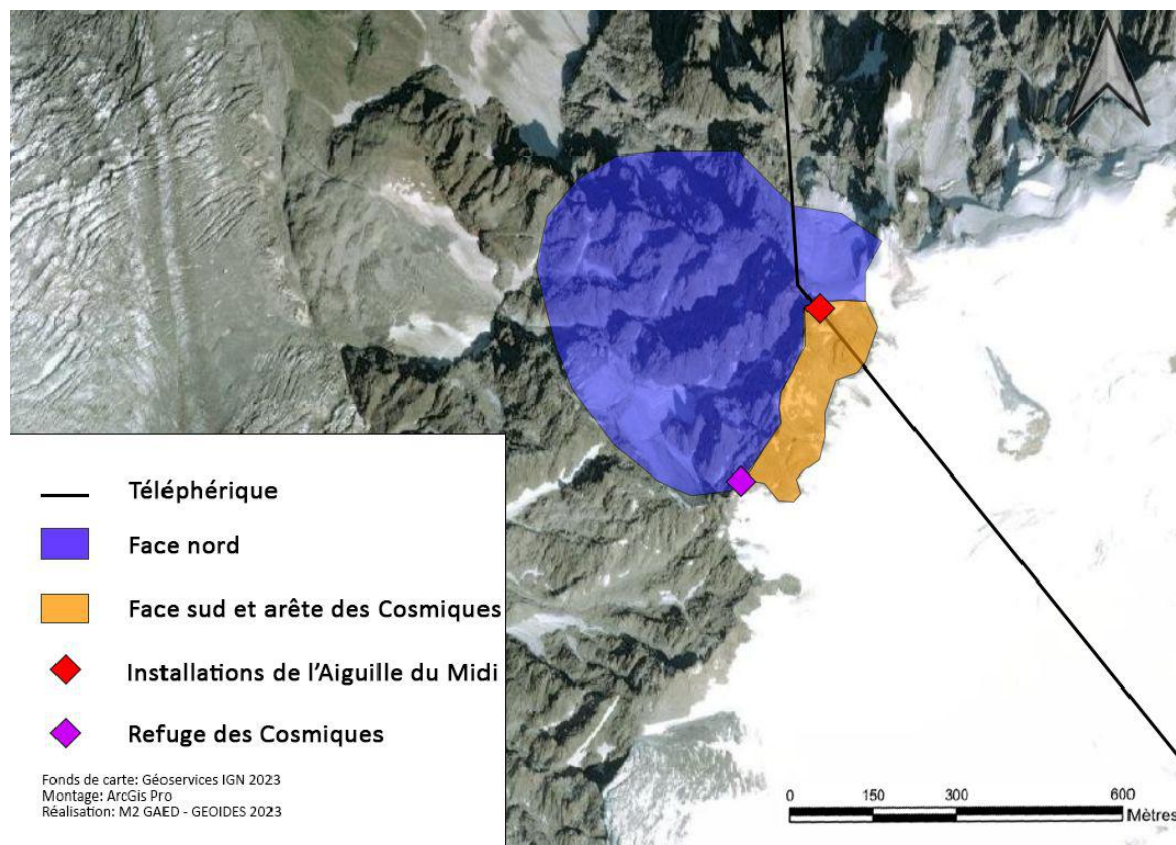 Téléphérique
Face nord
Face sud et arête des Cosmiques
Installations de l'Aiguille du Midi
Refuge des Cosmiques
Fonds de carte: Géoservices IGN 2023
Montage: ArcGis Pro
Réalisation: M2 GAED - GEOIDES 2023
0 150 300 600
Mètres